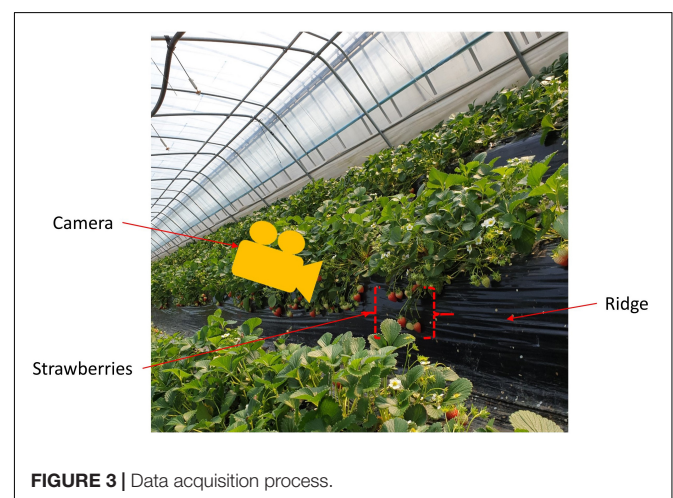 Camera
Ridge
Strawberries
FIGURE 3 | Data acquisition process.